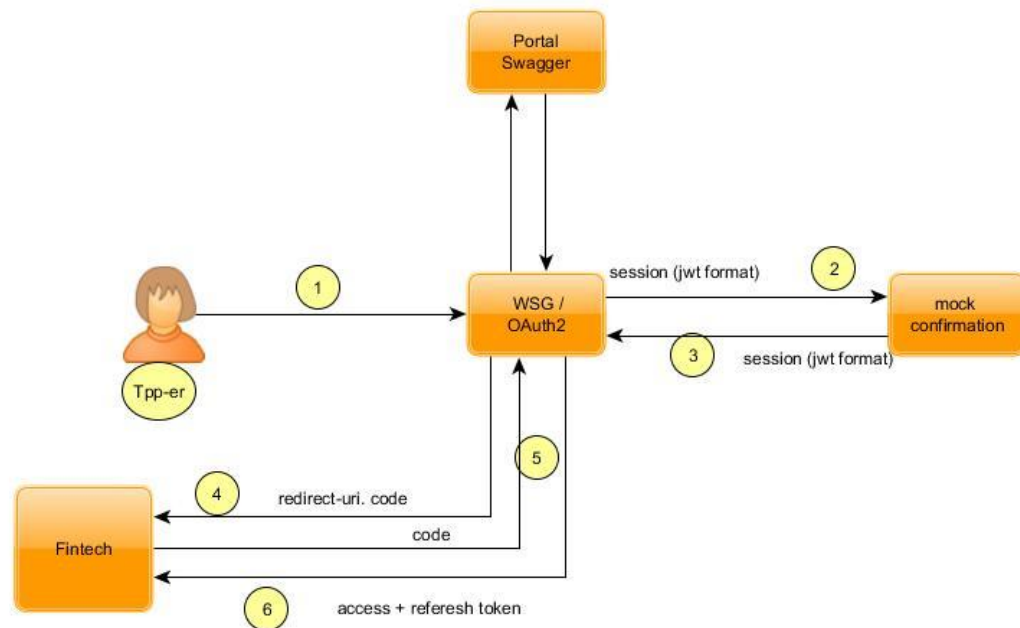 Portal
Swagger
session (jwt format)
2
1
WSG /
OAuth2
mock
confirmation
3
session (jwt format)
Tpp-er
5
4
redirect-uri. code
code
Fintech
6
access + referesh token